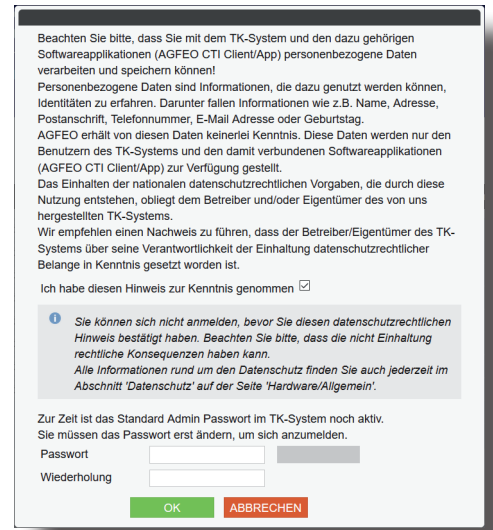 Beachten Sie bitte, dass Sie mit dem TK-System und den dazu gehörigen
Softwareapplikationen (AGFEO CTI Client/App) personenbezogene Daten
verarbeiten und speichern können!
Personenbezogene Daten sind Informationen, die dazu genutzt werden können,
Identitäten zu erfahren. Darunter fallen Informationen wie z.B. Name, Adresse,
Postanschrift, Telefonnummer, E-Mail Adresse oder Geburtstag.
AGFEO erhält von diesen Daten keinerlei Kenntnis. Diese Daten werden nur den
Benutzern des TK-Systems und den damit verbundenen Softwareapplikationen
(AGFEO CTI Client/App) zur Verfügung gestellt.
Das Einhalten der nationalen datenschutzrechtlichen Vorgaben, die durch diese
Nutzung entstehen, obliegt dem Betreiber und/oder Eigentümer des von uns
hergestellten TK-Systems.
Wir empfehlen einen Nachweis zu führen, dass der Betreiber/Eigentümer des TK-
Systems über seine Verantwortlichkeit der Einhaltung datenschutzrechtlicher
Belange in Kenntnis gesetzt worden ist.
Ich habe diesen Hinweis zur Kenntnis genommen
Sie können sich nicht anmelden, bevor Sie diesen datenschutzrechtlichen
Hinweis bestätigt haben. Beachten Sie bitte, dass die nicht Einhaltung
rechtliche Konsequenzen haben kann.
Alle Informationen rund um den Datenschutz finden Sie auch jederzeit im
Abschnitt 'Datenschutz' auf der Seite 'Hardware/Allgemein'.
Zur Zeit ist das Standard Admin Passwort im TK-System noch aktiv.
Sie müssen das Passwort erst ändern, um sich anzumelden.
Passwort
Wiederholung
OK ABBRECHEN